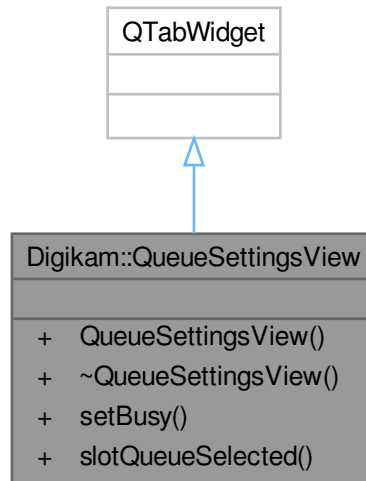 QTabWidget
Digikam::QueueSettingsView
+ QueueSettingsView()
+ ~QueueSettingsView()
+ setBusy()
+ slotQueueSelected()